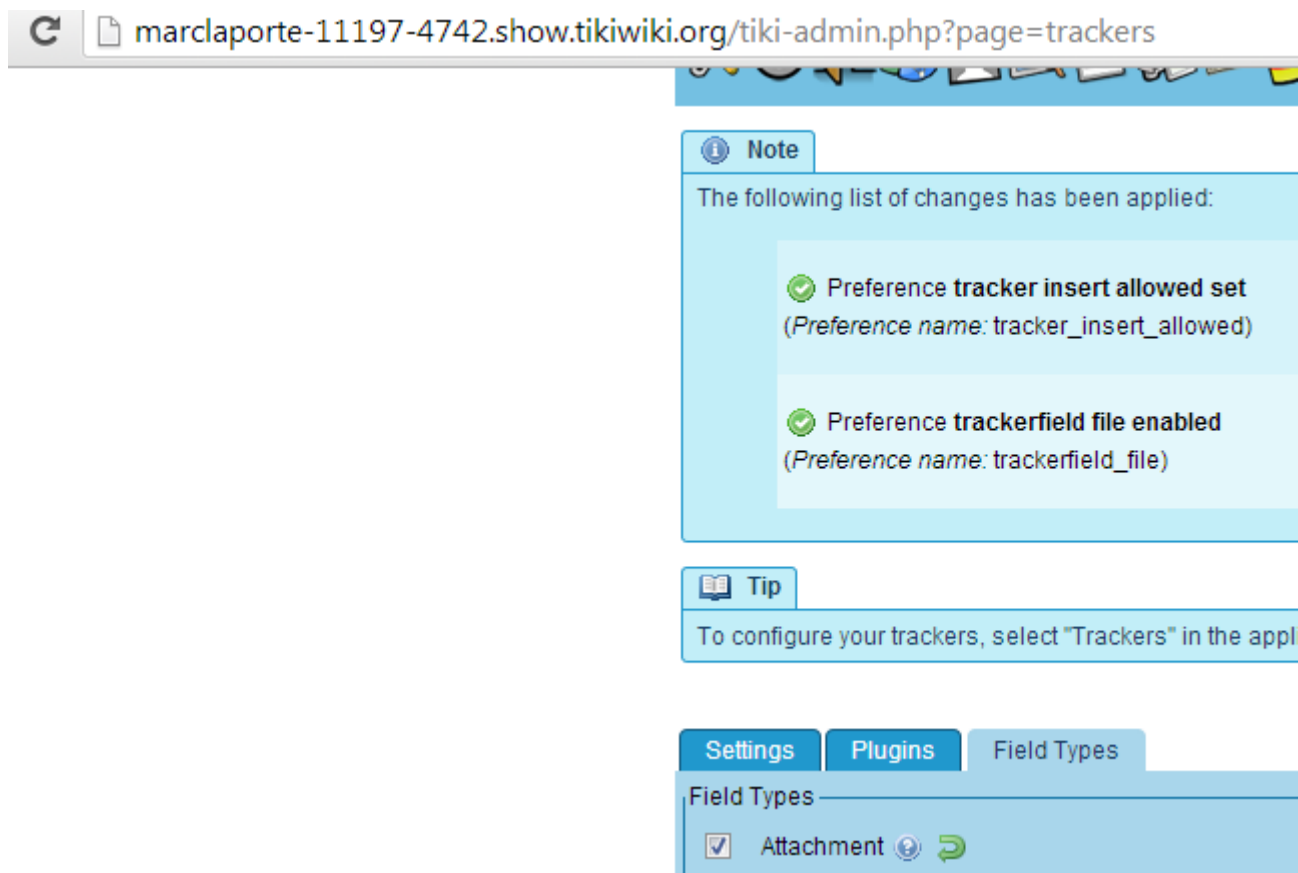 marclaporte-11197-4742.show.tikiwiki.org/tiki-admin.php?page=trackers
Note
The following list of changes has been applied:
Preference tracker insert allowed set
(Preference name: tracker_insert_allowed)
Preference trackerfield file enabled
(Preference name: trackerfield_file)
Tip
To configure your trackers, select "Trackers" in the appli
Settings Plugins Field Types
Field Types
Attachment